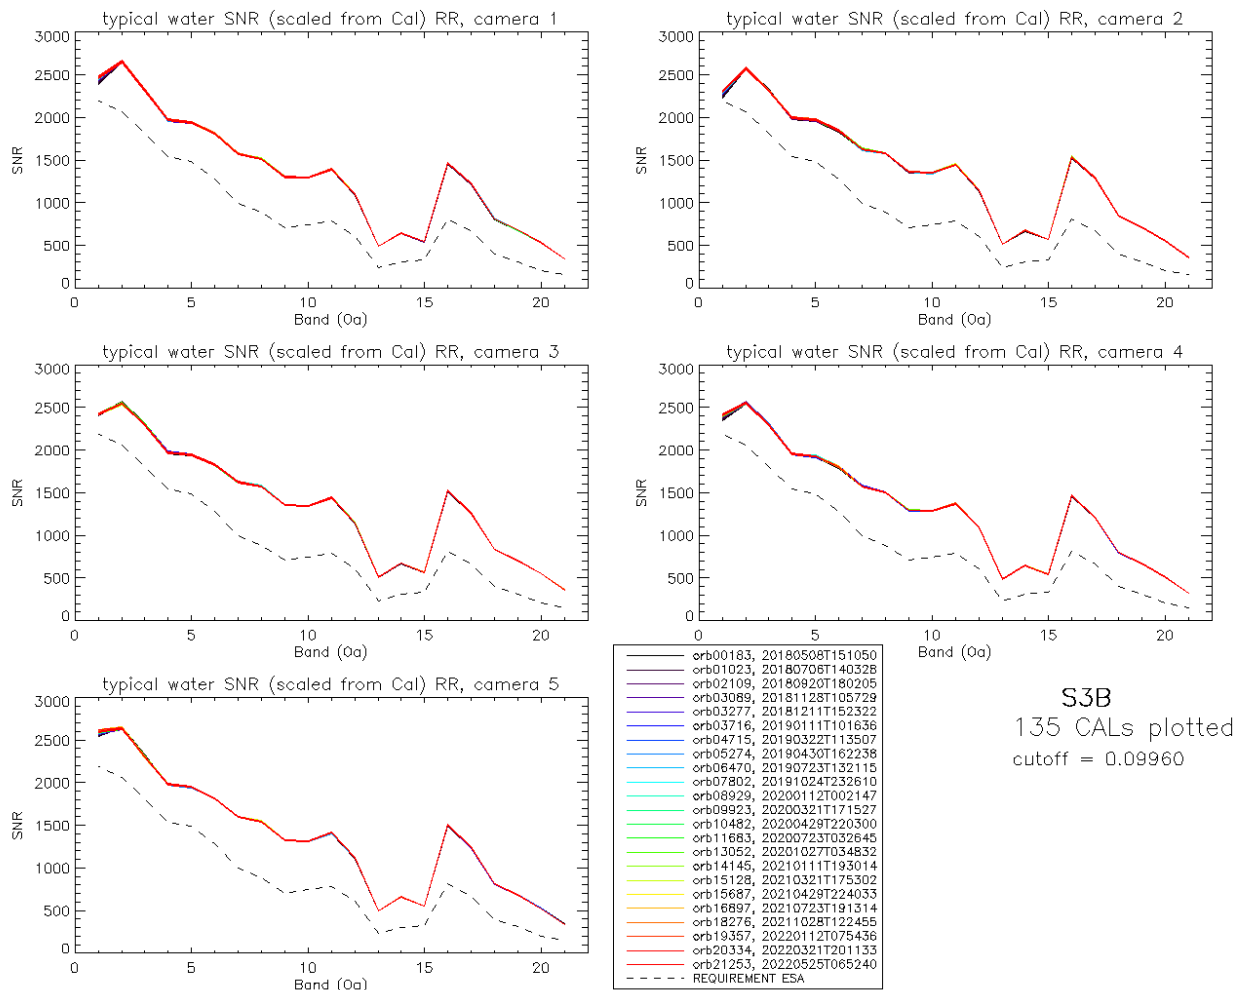 typical water SNR (scaled from Cal) RR, camera 1
3000
2500
2000
1500
1000
500
0
SNR
0 5 10 15 20
Band (Oa)
typical water SNR (scaled from Cal) RR, camera 2
3000
2500
2000
1500
1000
500
0
SNR
0 5 10 15 20
Band (Oa)
typical water SNR (scaled from Cal) RR, camera 3
3000
2500
2000
1500
1000
500
0
SNR
0 5 10 15 20
Band (Oa)
typical water SNR (scaled from Cal) RR, camera 4
3000
2500
2000
1500
1000
500
0
SNR
0 5 10 15 20
Band (Oa)
typical water SNR (scaled from Cal) RR, camera 5
3000
2500
2000
1500
1000
500
0
SNR
0 5 10 15 20
Band (Oa)
orb00183, 20180508T151050
orb01023, 20180706T140328
orb02109, 20180920T180205
orb03089, 20181128T105729
orb03277, 20181211T152322
orb03716, 20190111T101636
orb04715, 20190322T113507
orb05274, 20190430T162238
orb06470, 20190723T132115
orb07802, 20191024T232610
orb08929, 20200112T002147
orb09923, 20200321T171527
orb10482, 20200429T220300
orb11683, 20200723T032645
orb13052, 20201027T034832
orb14145, 20210111T193014
orb15128, 20210321T175302
orb15687, 20210429T224033
orb16897, 20210723T191314
orb18276, 20211028T122455
orb19357, 20220112T075436
orb20334, 20220321T201133
orb21253, 20220525T065240
REQUIREMENT ESA
S3B
135 CALs plotted
cutoff = 0.09960